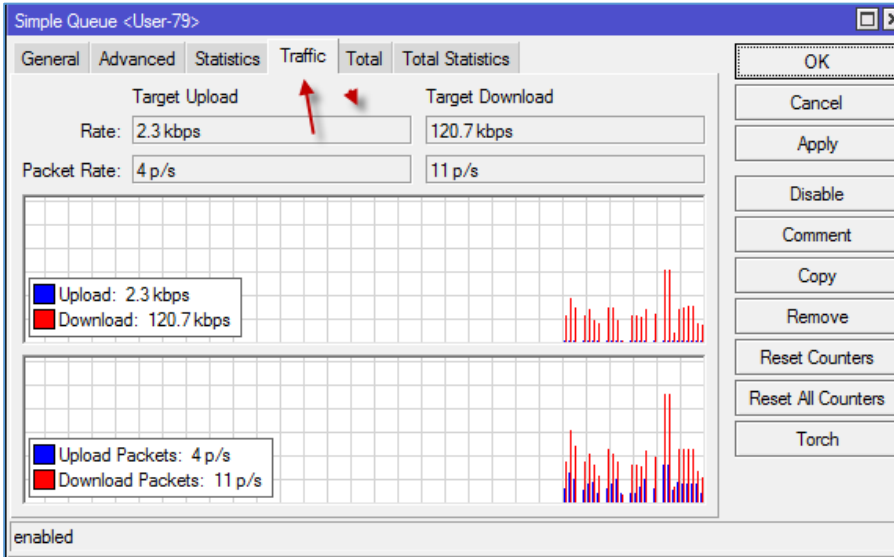 Simple Queue <User-79>
General Advanced Statistics Traffic Total Total Statistics
Target Upload Target Download
Rate: 2.3 kbps 120.7 kbps
Packet Rate: 4 p/s 11 p/s
Upload: 2.3 kbps
Download: 120.7 kbps
Upload Packets: 4 p/s
Download Packets: 11 p/s
OK
Cancel
Apply
Disable
Comment
Copy
Remove
Reset Counters
Reset All Counters
Torch
enabled